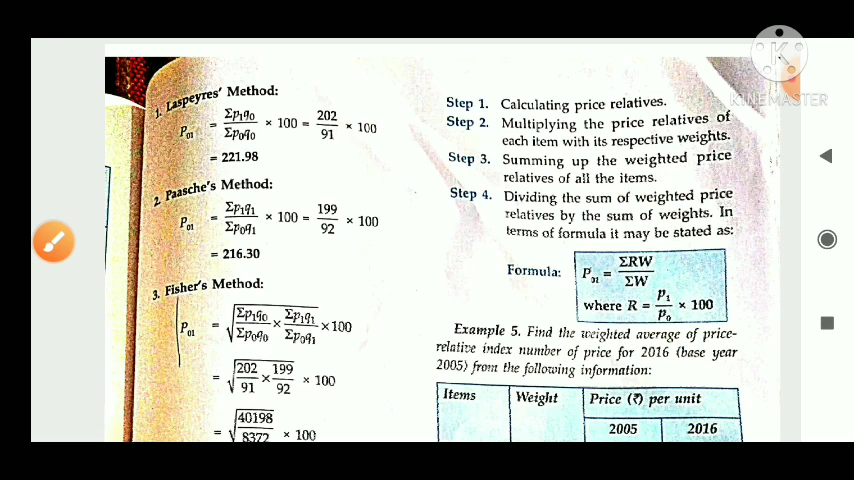 KINEMASTER
1. Laspeyres' Method:
P₀₁ = Σp₁q₀/Σp₀q₀ × 100 = 202/91 × 100
= 221.98
2. Paasche's Method:
P₀₁ = Σp₁q₁/Σp₀q₁ × 100 = 199/92 × 100
= 216.30
3. Fisher's Method:
P₀₁ = √(Σp₁q₀/Σp₀q₀ × Σp₁q₁/Σp₀q₁) × 100
= √(202/91 × 199/92) × 100
= √(40198/8372) × 100
Step 1. Calculating price relatives.
Step 2. Multiplying the price relatives of
each item with its respective weights.
Step 3. Summing up the weighted price
relatives of all the items.
Step 4. Dividing the sum of weighted price
relatives by the sum of weights. In
terms of formula it may be stated as:
Formula: P₀₁ = ΣRW/ΣW
where R = p₁/p₀ × 100
Example 5. Find the weighted average of price-
relative index number of price for 2016 (base year
2005) from the following information:
Items Weight Price (₹) per unit
2005 2016